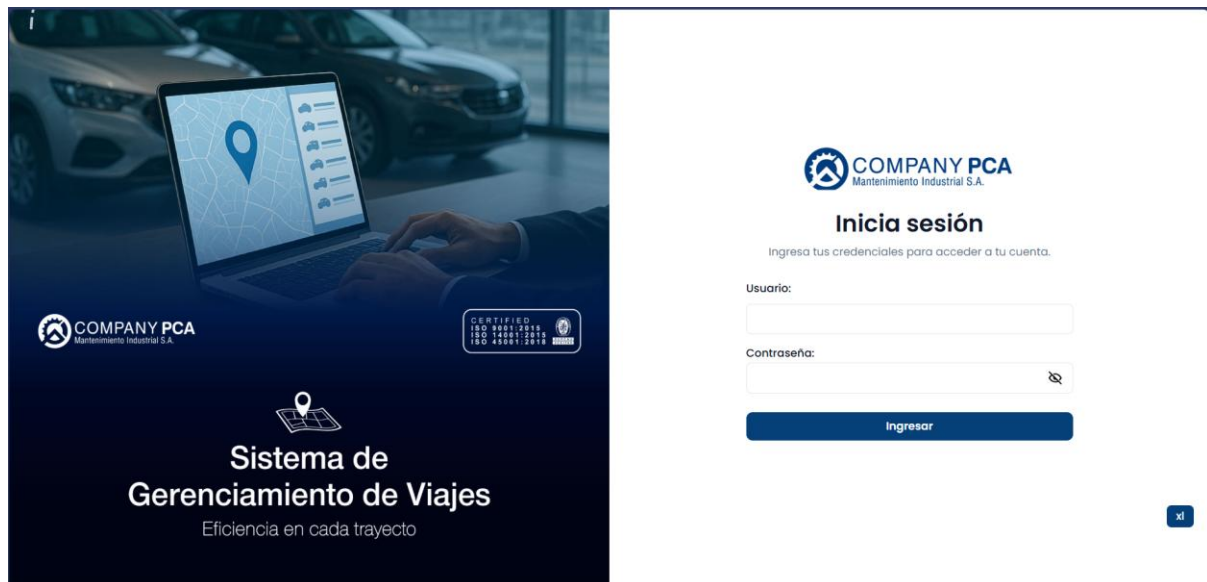 i
COMPANY PCA
Mantenimiento Industrial S.A.
CERTIFIED
ISO 9001:2015
ISO 14001:2015
ISO 45001:2018
Sistema de
Gerenciamiento de Viajes
Eficiencia en cada trayecto
COMPANY PCA
Mantenimiento Industrial S.A.
Inicia sesión
Ingresa tus credenciales para acceder a tu cuenta.
Usuario:
Contraseña:
Ingresar
xl